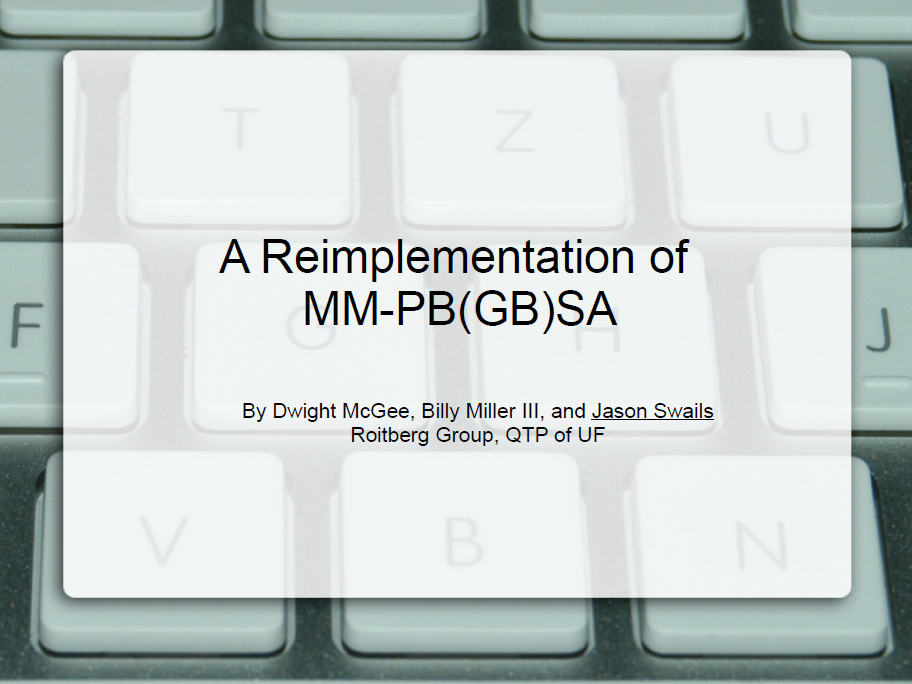 T Z U
A Reimplementation of
MM-PB(GB)SA
F G H J
By Dwight McGee, Billy Miller III, and Jason Swails
Roitberg Group, QTP of UF
V B N